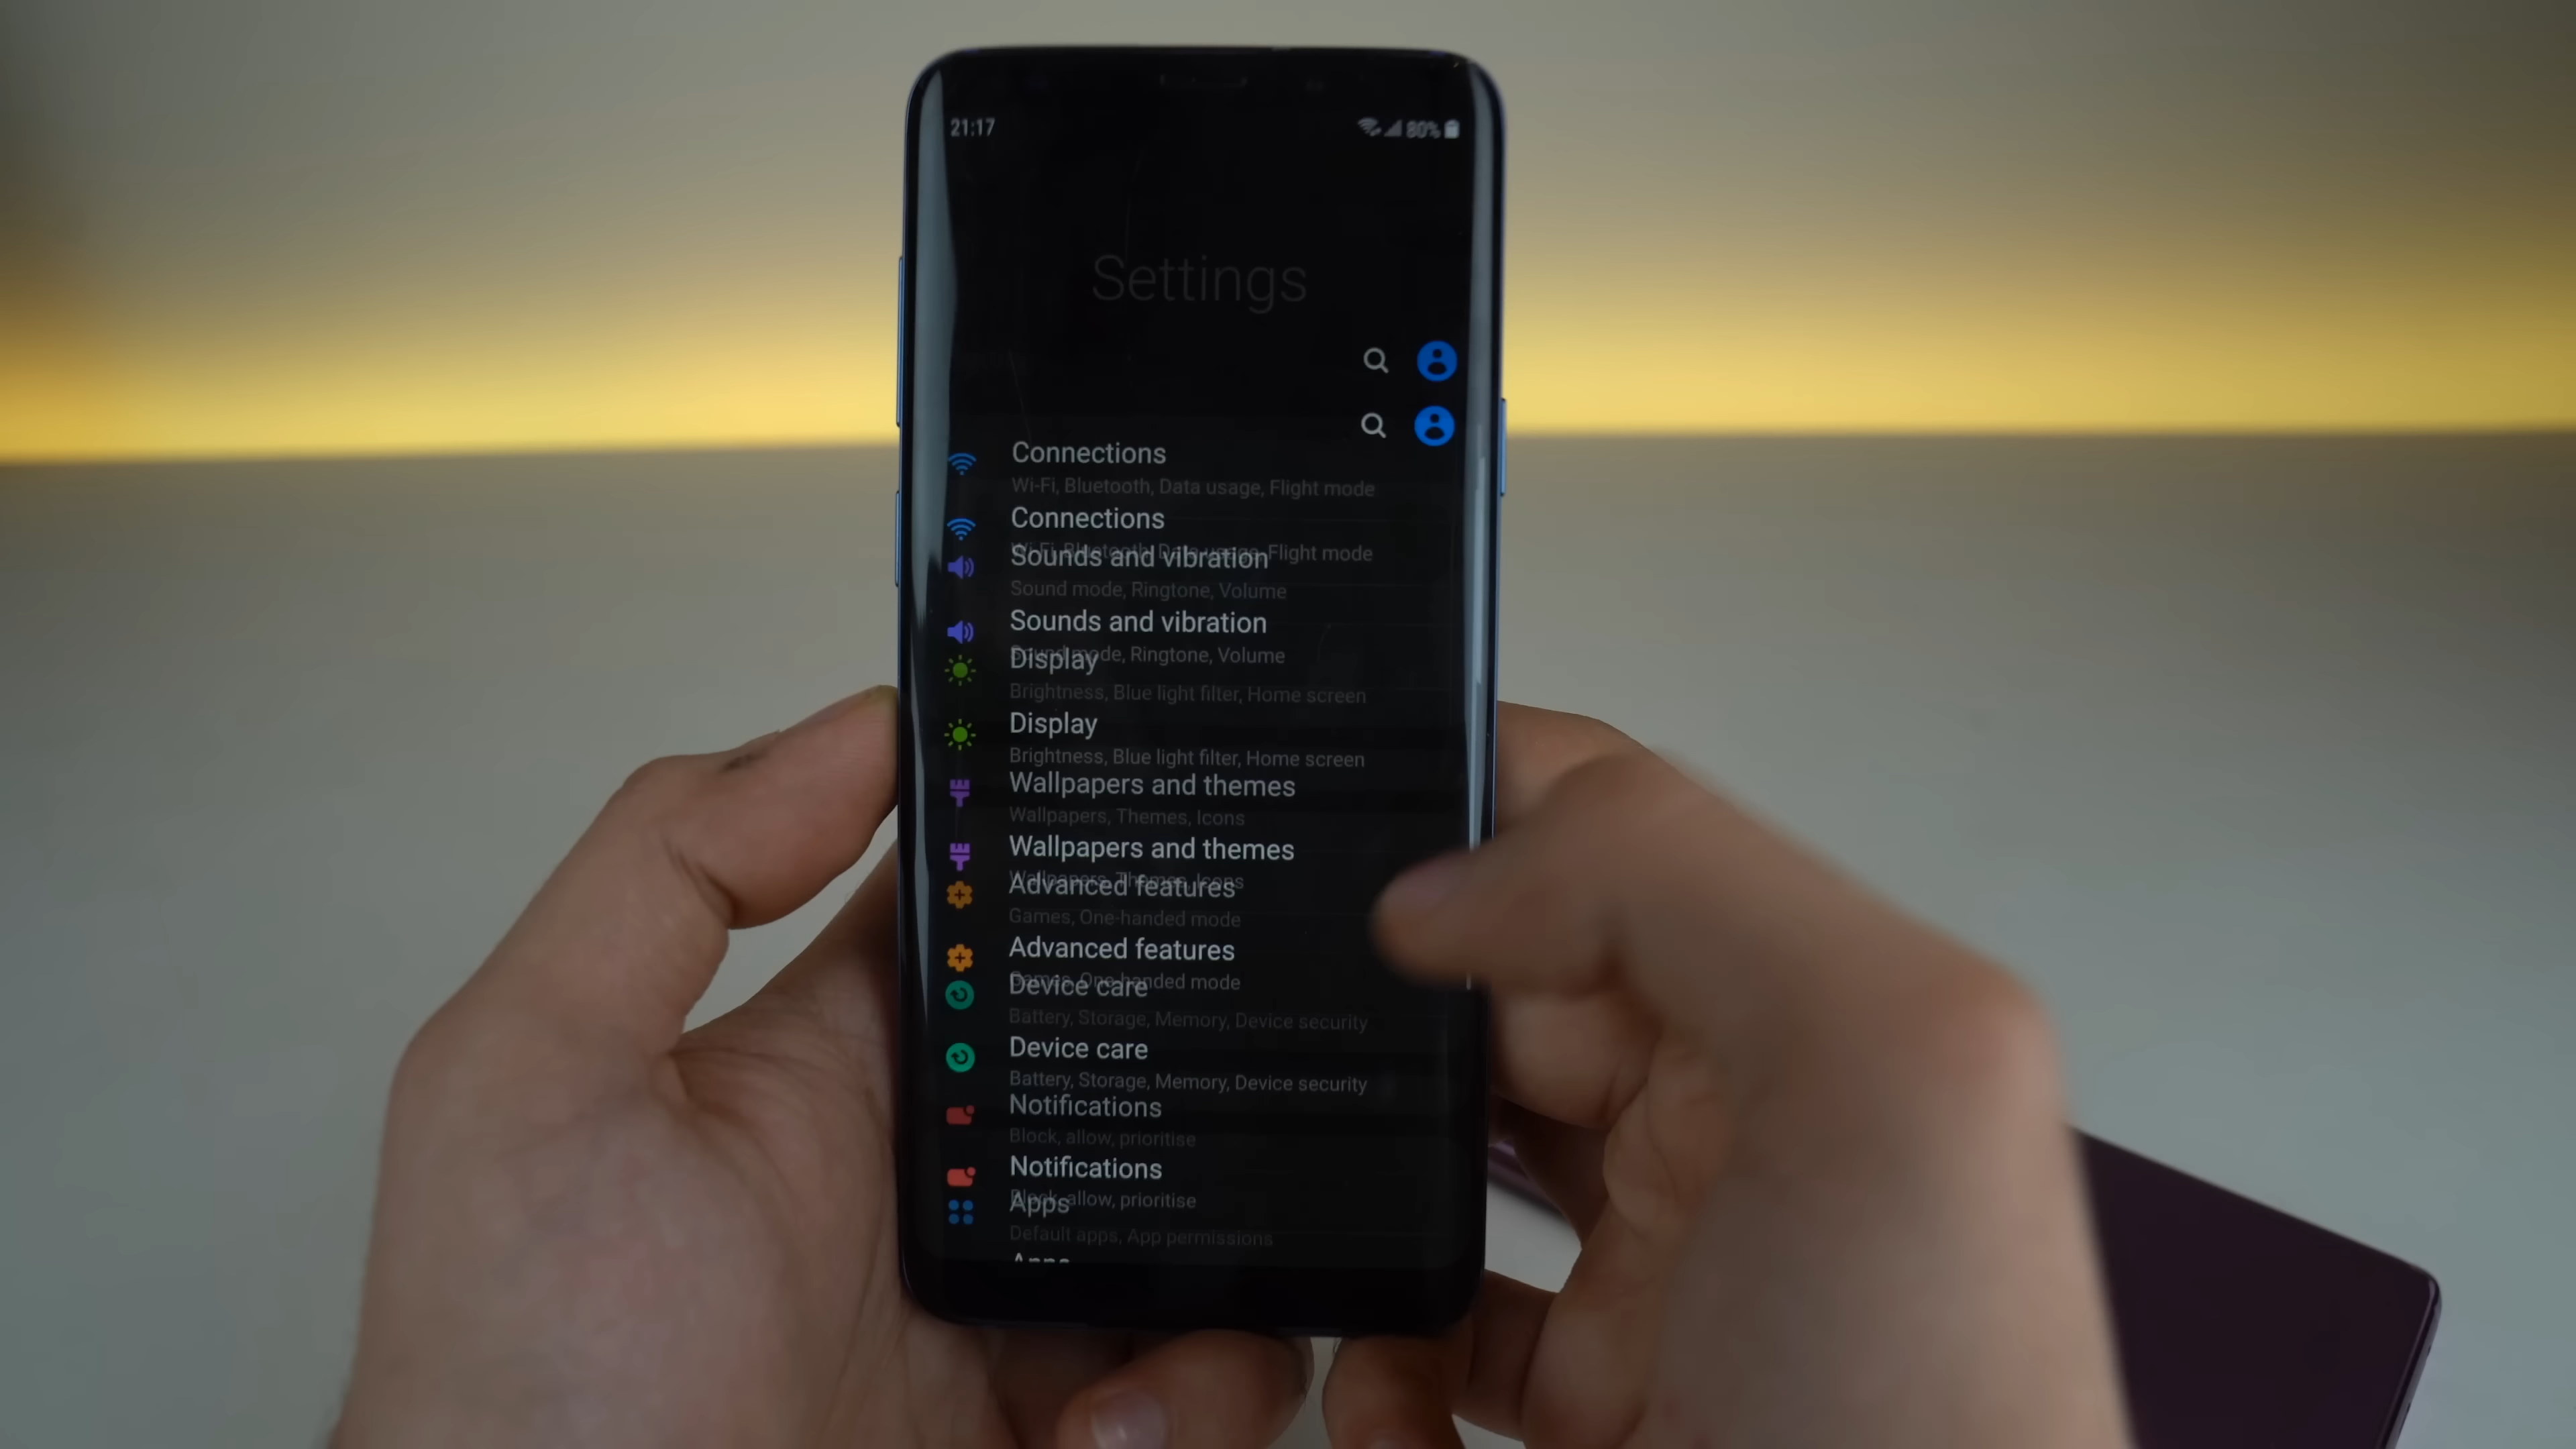 21:17 80%
Settings
Connections
Wi-Fi, Bluetooth, Data usage, Flight mode
Connections
Wi-Fi, Bluetooth, Data usage, Flight mode
Sounds and vibration
Sound mode, Ringtone, Volume
Sounds and vibration
Sound mode, Ringtone, Volume
Display
Brightness, Blue light filter, Home screen
Display
Brightness, Blue light filter, Home screen
Wallpapers and themes
Wallpapers, Themes, Icons
Wallpapers and themes
Wallpapers, Themes, Icons
Advanced features
Games, One-handed mode
Advanced features
Games, One-handed mode
Device care
Battery, Storage, Memory, Device security
Device care
Battery, Storage, Memory, Device security
Notifications
Block, allow, prioritise
Notifications
Block, allow, prioritise
Apps
Default apps, App permissions
Apps